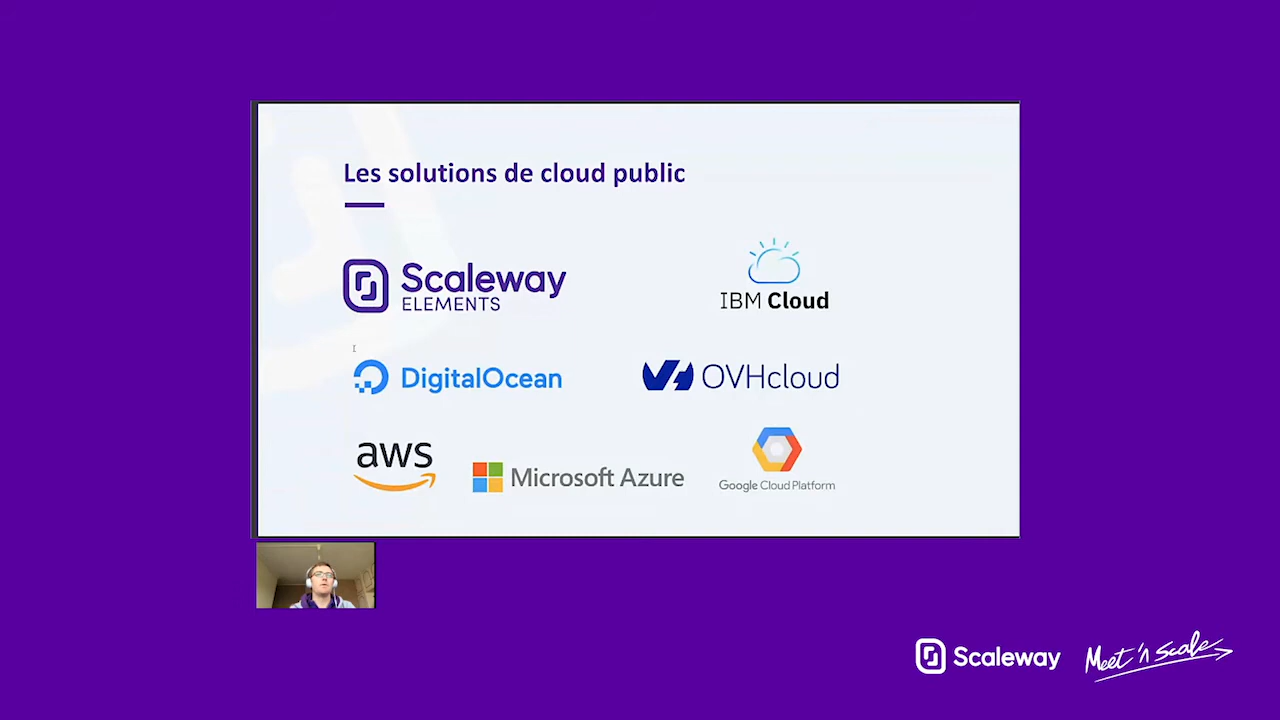 Les solutions de cloud public
Scaleway
ELEMENTS
IBM Cloud
DigitalOcean
OVHcloud
aws
Microsoft Azure
Google Cloud Platform
Scaleway
Meet 'n Scale